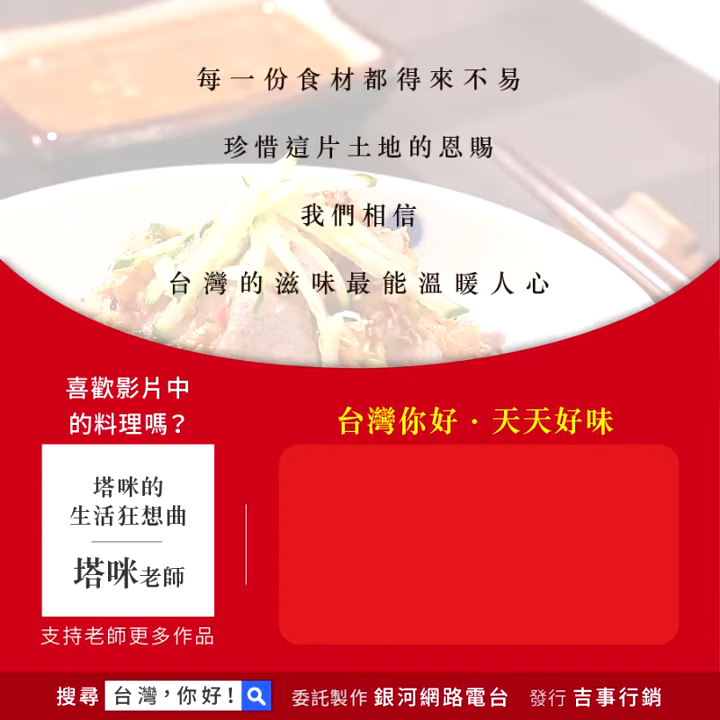 每一份食材都得來不易
珍惜這片土地的恩賜
我們相信
台灣的滋味最能溫暖人心
喜歡影片中
的料理嗎？
塔咪的
生活狂想曲
塔咪老師
支持老師更多作品
台灣你好·天天好味
搜尋 台灣，你好！ 委託製作 銀河網路電台 發行 吉事行銷